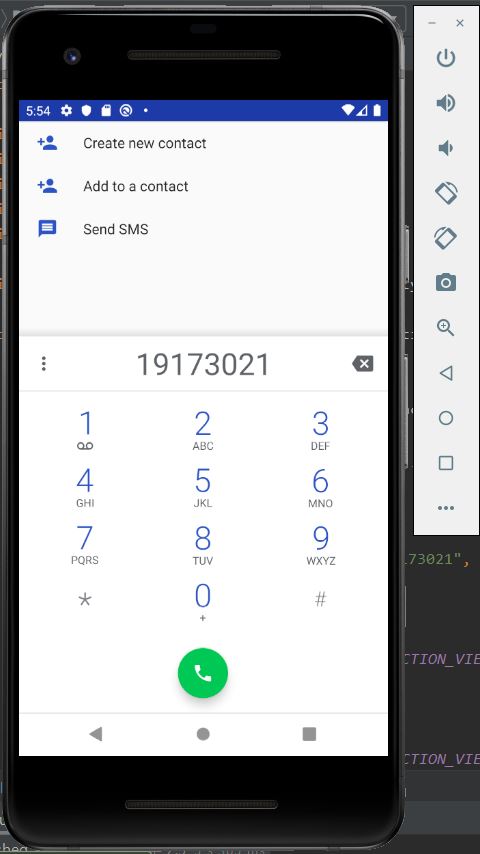 5:54
Create new contact
Add to a contact
Send SMS
19173021
1 2 3
ABC DEF
4 5 6
GHI JKL MNO
7 8 9
PQRS TUV WXYZ
* 0 #
+
173021",
CTION_VIE
CTION_VIE